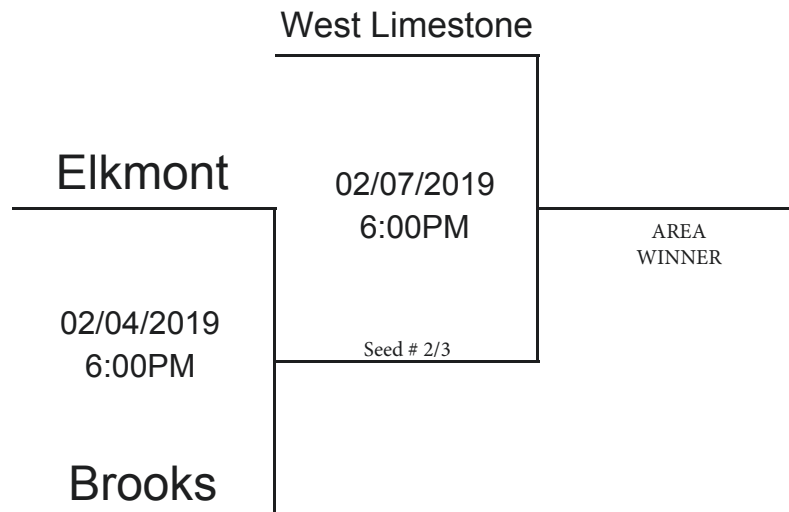 West Limestone
Elkmont
02/07/2019
6:00PM
AREA
WINNER
02/04/2019
6:00PM
Seed # 2/3
Brooks